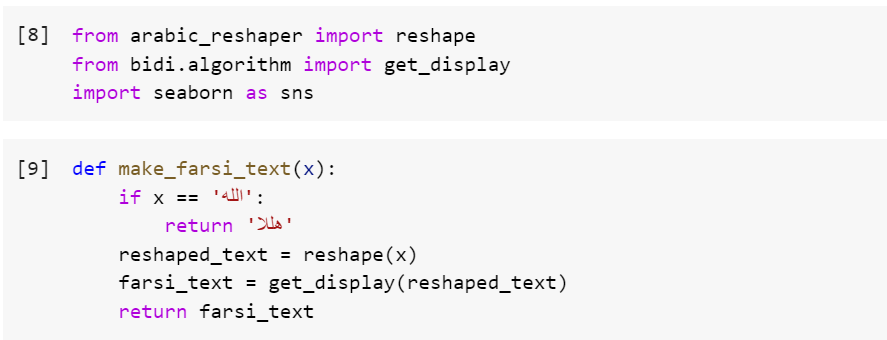 [8] from arabic_reshaper import reshape
from bidi.algorithm import get_display
import seaborn as sns
[9] def make_farsi_text(x):
if x == 'الله':
return 'هللا'
reshaped_text = reshape(x)
farsi_text = get_display(reshaped_text)
return farsi_text